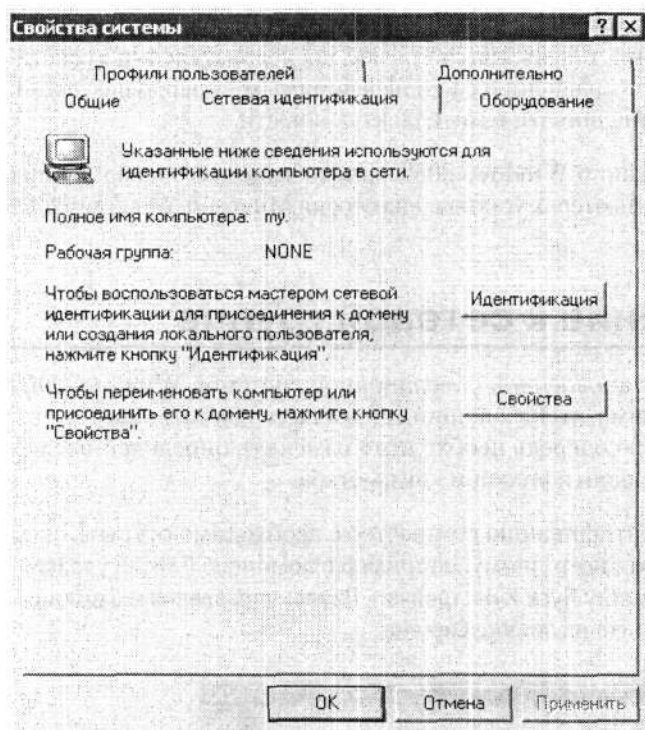 Свойства системы
Профили пользователей
Дополнительно
Общие
Сетевая идентификация
Оборудование
Указанные ниже сведения используются для
идентификации компьютера в сети.
Полное имя компьютера: my.
Рабочая группа: NONE
Чтобы воспользоваться мастером сетевой
идентификации для присоединения к домену
или создания локального пользователя,
нажмите кнопку "Идентификация".
Идентификация
Чтобы переименовать компьютер или
присоединить его к домену, нажмите кнопку
"Свойства".
Свойства
OK
Отмена
Применить